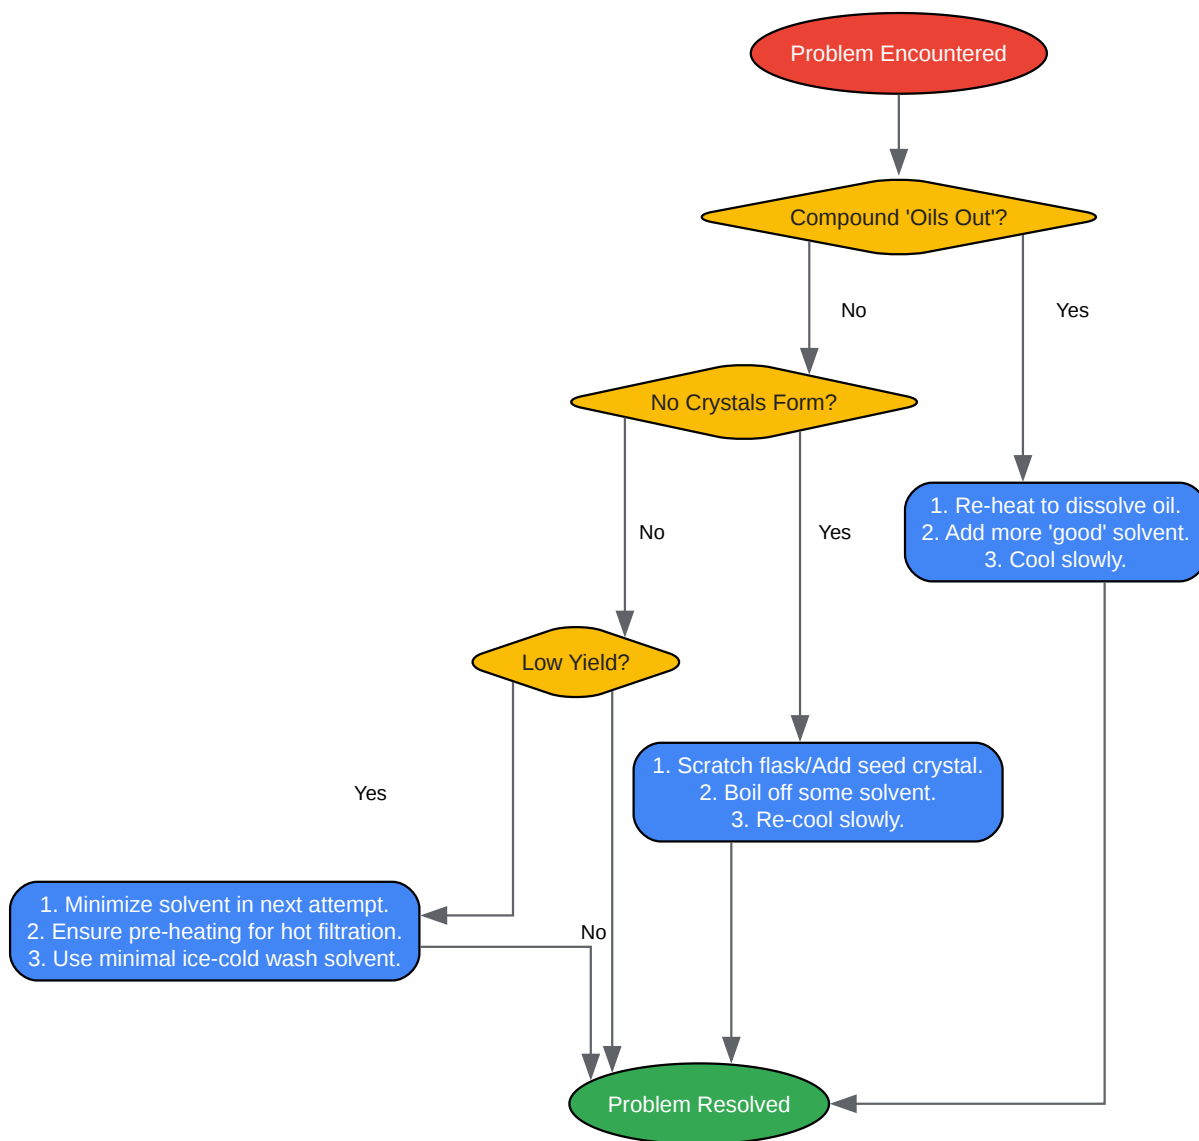 Problem Encountered
Compound 'Oils Out'?
No
Yes
No Crystals Form?
1. Re-heat to dissolve oil.
2. Add more 'good' solvent.
3. Cool slowly.
No
Yes
Low Yield?
1. Scratch flask/Add seed crystal.
2. Boil off some solvent.
3. Re-cool slowly.
Yes
1. Minimize solvent in next attempt.
2. Ensure pre-heating for hot filtration.
3. Use minimal ice-cold wash solvent.
No
Problem Resolved